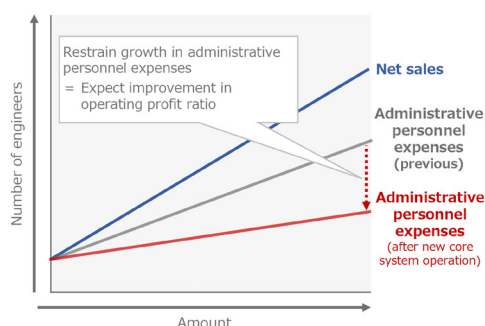 Restrain growth in administrative
personnel expenses
= Expect improvement in
operating profit ratio
Net sales
Administrative
personnel
expenses
(previous)
Administrative
personnel
expenses
(after new core
system operation)
Number of engineers
Amount